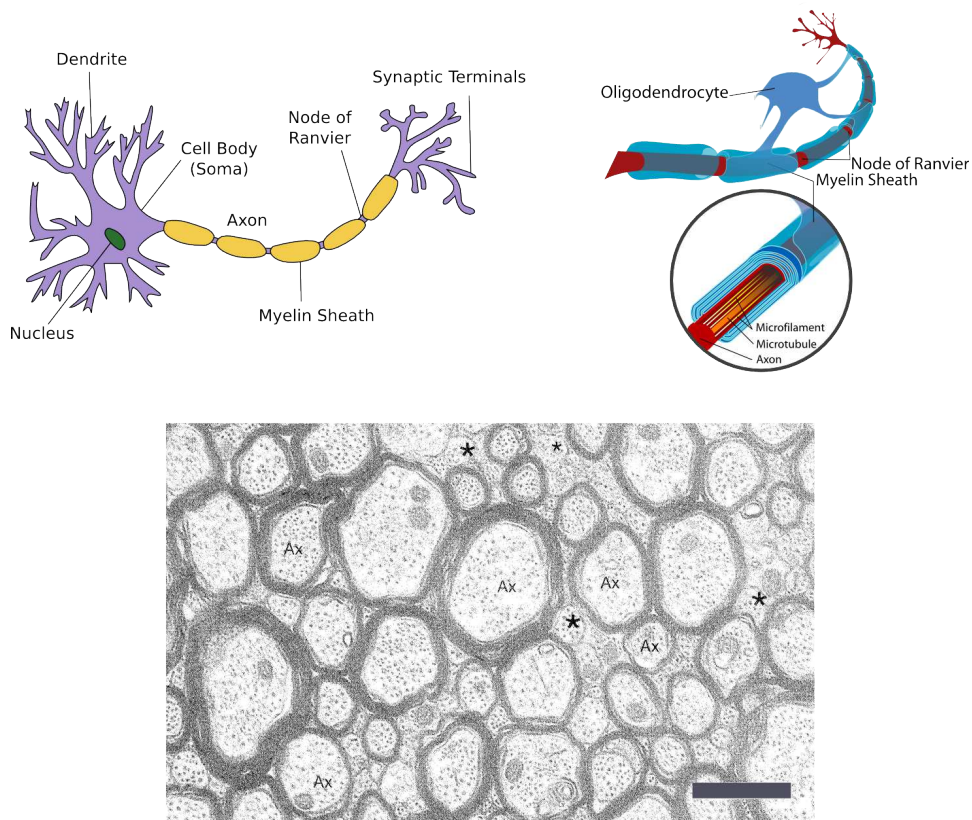 Dendrite
Synaptic Terminals
Node of
Ranvier
Cell Body
(Soma)
Axon
Myelin Sheath
Nucleus
Oligodendrocyte
Node of Ranvier
Myelin Sheath
Microfilament
Microtubule
Axon
*
*
Ax
Ax
Ax
*
*
Ax
Ax